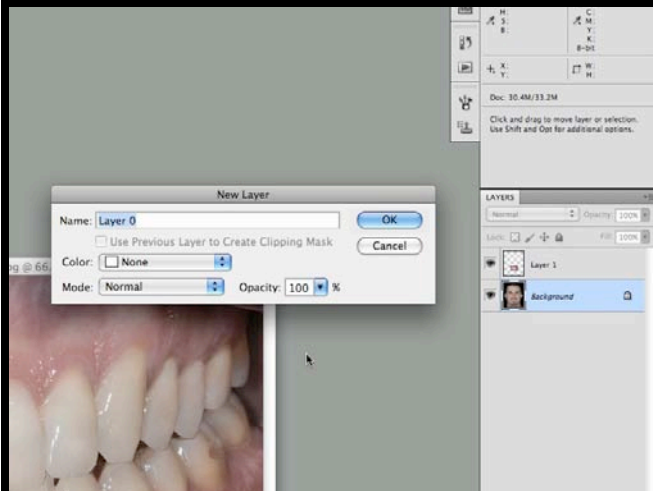 H:
S:
B:
C:
M:
Y:
K:
8-bit
X:
Y:
W:
H:
Doc: 30.4M/33.2M
Click and drag to move layer or selection.
Use Shift and Opt for additional options.
New Layer
Name: Layer 0
OK
Use Previous Layer to Create Clipping Mask
Cancel
Color: None
Mode: Normal
Opacity: 100 %
pg @ 66.
LAYERS
Normal
Opacity: 100%
Lock:
Fill: 100%
Layer 1
Background